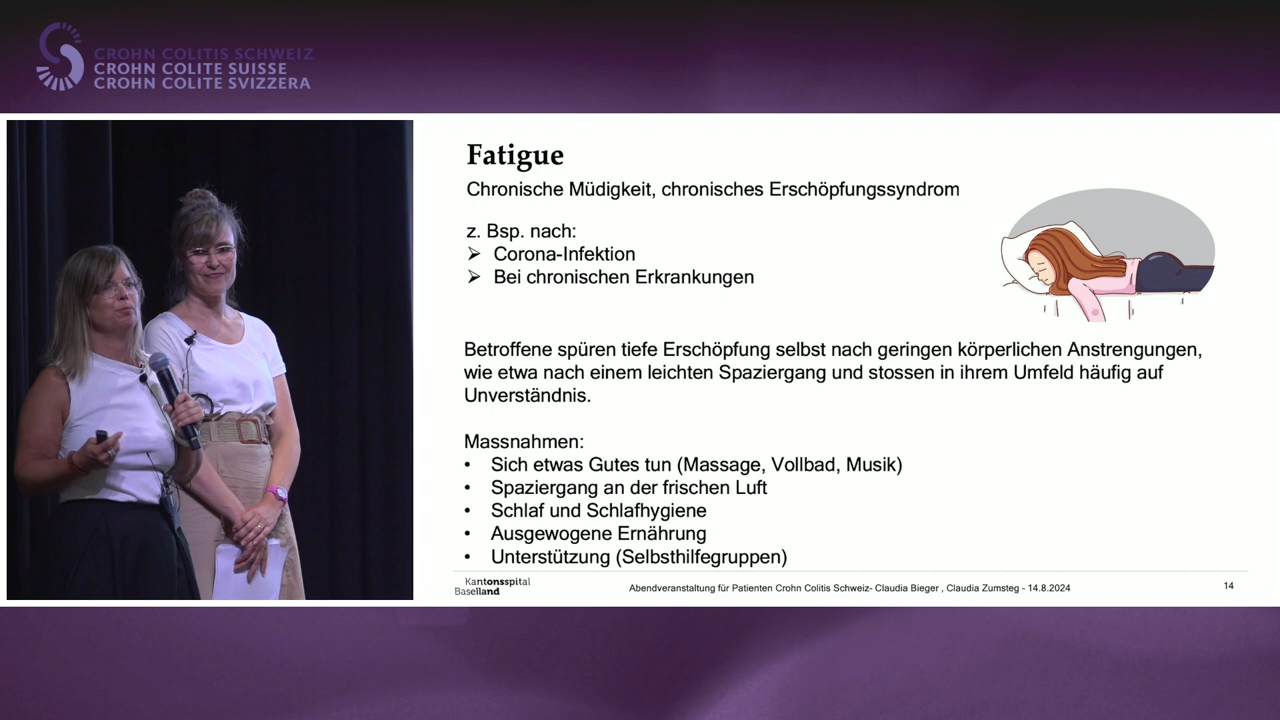 CROHN COLITIS SCHWEIZ
CROHN COLITE SUISSE
CROHN COLITE SVIZZERA
Fatigue
Chronische Müdigkeit, chronisches Erschöpfungssyndrom
z. Bsp. nach:
➢ Corona-Infektion
➢ Bei chronischen Erkrankungen
Betroffene spüren tiefe Erschöpfung selbst nach geringen körperlichen Anstrengungen,
wie etwa nach einem leichten Spaziergang und stossen in ihrem Umfeld häufig auf
Unverständnis.
Massnahmen:
• Sich etwas Gutes tun (Massage, Vollbad, Musik)
• Spaziergang an der frischen Luft
• Schlaf und Schlafhygiene
• Ausgewogene Ernährung
• Unterstützung (Selbsthilfegruppen)
Kantonsspital
Baselland
Abendveranstaltung für Patienten Crohn Colitis Schweiz- Claudia Bieger , Claudia Zumsteg - 14.8.2024
14